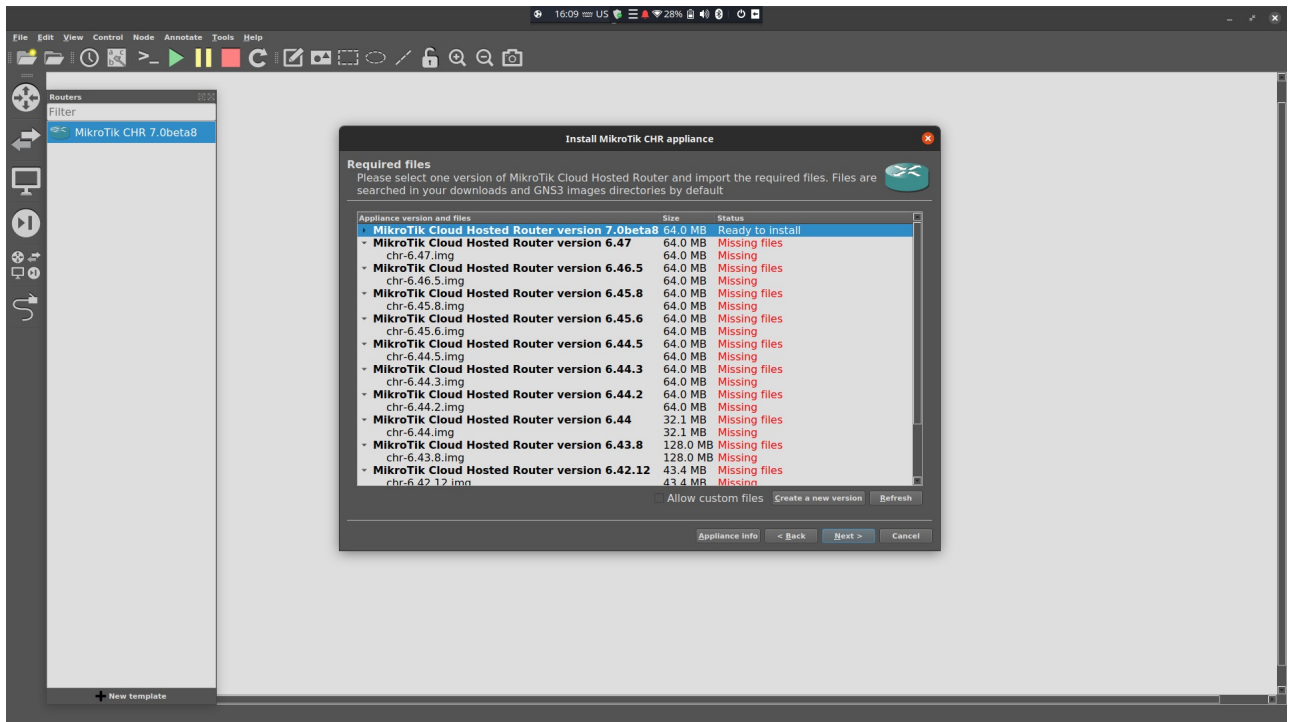 16:09 US 28%
File Edit View Control Node Annotate Tools Help
Routers
Filter
MikroTik CHR 7.0beta8
New template
Install MikroTik CHR appliance
Required files
Please select one version of MikroTik Cloud Hosted Router and import the required files. Files are
searched in your downloads and GNS3 images directories by default
Appliance version and files Size Status
MikroTik Cloud Hosted Router version 7.0beta8 64.0 MB Ready to install
MikroTik Cloud Hosted Router version 6.47 64.0 MB Missing files
chr-6.47.img 64.0 MB Missing
MikroTik Cloud Hosted Router version 6.46.5 64.0 MB Missing files
chr-6.46.5.img 64.0 MB Missing
MikroTik Cloud Hosted Router version 6.45.8 64.0 MB Missing files
chr-6.45.8.img 64.0 MB Missing
MikroTik Cloud Hosted Router version 6.45.6 64.0 MB Missing files
chr-6.45.6.img 64.0 MB Missing
MikroTik Cloud Hosted Router version 6.44.5 64.0 MB Missing files
chr-6.44.5.img 64.0 MB Missing
MikroTik Cloud Hosted Router version 6.44.3 64.0 MB Missing files
chr-6.44.3.img 64.0 MB Missing
MikroTik Cloud Hosted Router version 6.44.2 64.0 MB Missing files
chr-6.44.2.img 64.0 MB Missing
MikroTik Cloud Hosted Router version 6.44 32.1 MB Missing files
chr-6.44.img 32.1 MB Missing
MikroTik Cloud Hosted Router version 6.43.8 128.0 MB Missing files
chr-6.43.8.img 128.0 MB Missing
MikroTik Cloud Hosted Router version 6.42.12 43.4 MB Missing files
chr-6.42.12.img 43.4 MB Missing
Allow custom files Create a new version Refresh
Appliance info < Back Next > Cancel